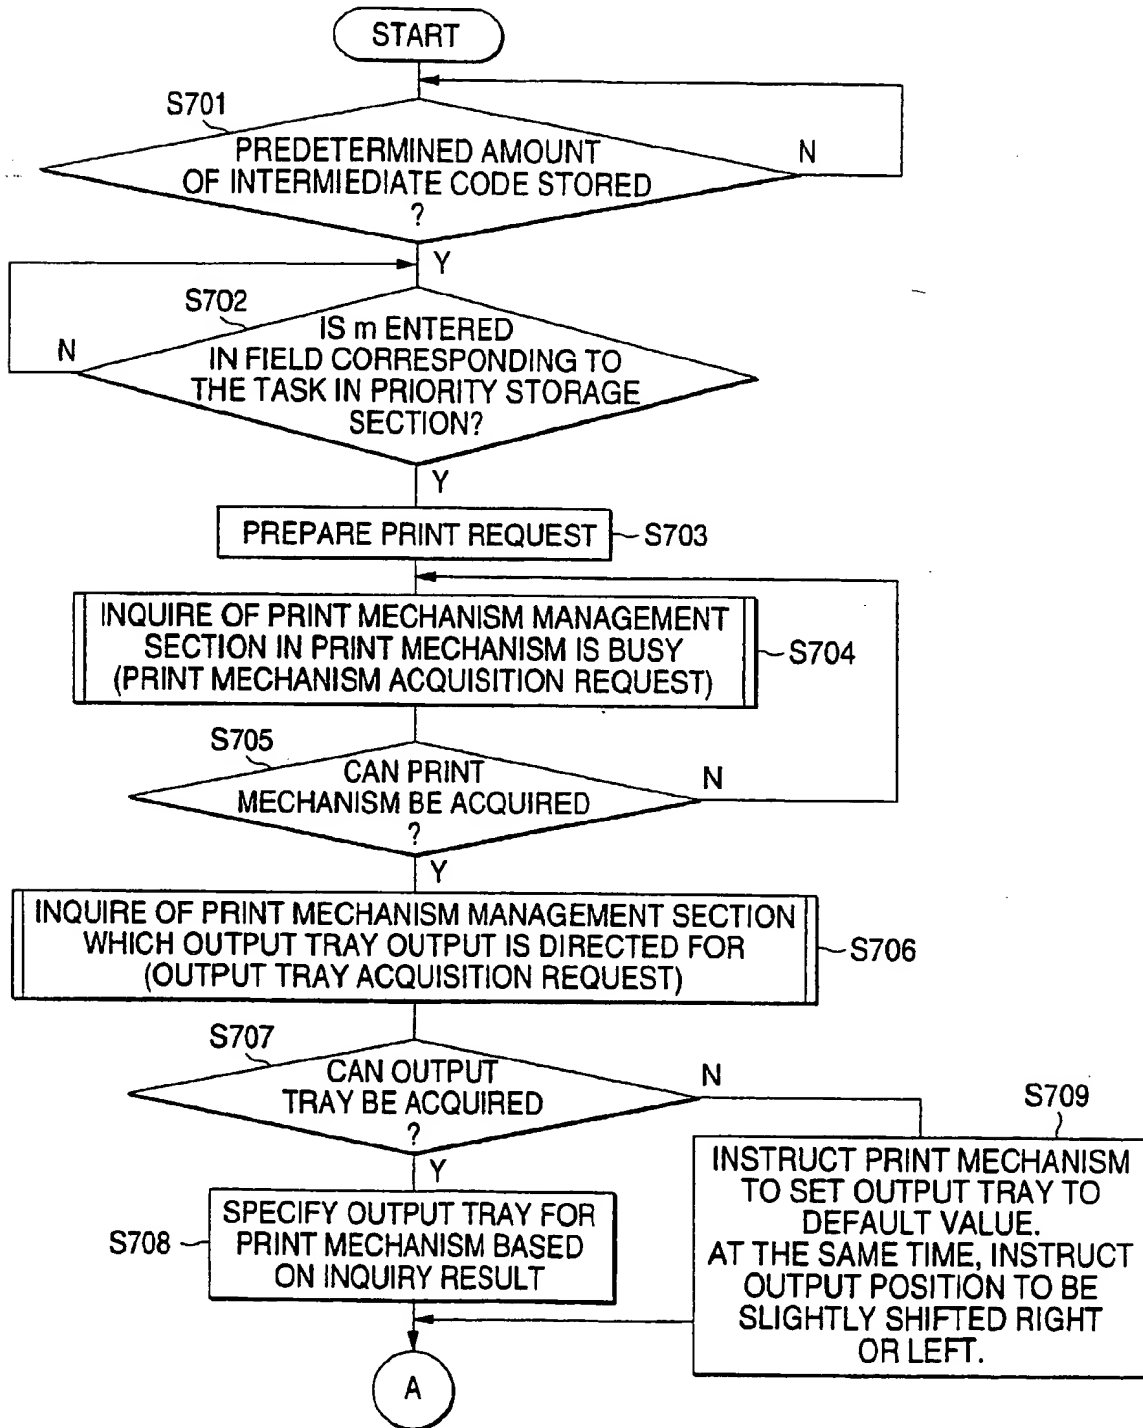 START
S701
PREDETERMINED AMOUNT
OF INTERMIEDIATE CODE STORED
?
N
Y
S702
IS m ENTERED
IN FIELD CORRESPONDING TO
THE TASK IN PRIORITY STORAGE
SECTION?
N
Y
PREPARE PRINT REQUEST
S703
INQUIRE OF PRINT MECHANISM MANAGEMENT
SECTION IN PRINT MECHANISM IS BUSY
(PRINT MECHANISM ACQUISITION REQUEST)
S704
S705
CAN PRINT
MECHANISM BE ACQUIRED
?
N
Y
INQUIRE OF PRINT MECHANISM MANAGEMENT SECTION
WHICH OUTPUT TRAY OUTPUT IS DIRECTED FOR
(OUTPUT TRAY ACQUISITION REQUEST)
S706
S707
CAN OUTPUT
TRAY BE ACQUIRED
?
N
Y
S708
SPECIFY OUTPUT TRAY FOR
PRINT MECHANISM BASED
ON INQUIRY RESULT
S709
INSTRUCT PRINT MECHANISM
TO SET OUTPUT TRAY TO
DEFAULT VALUE.
AT THE SAME TIME, INSTRUCT
OUTPUT POSITION TO BE
SLIGHTLY SHIFTED RIGHT
OR LEFT.
A